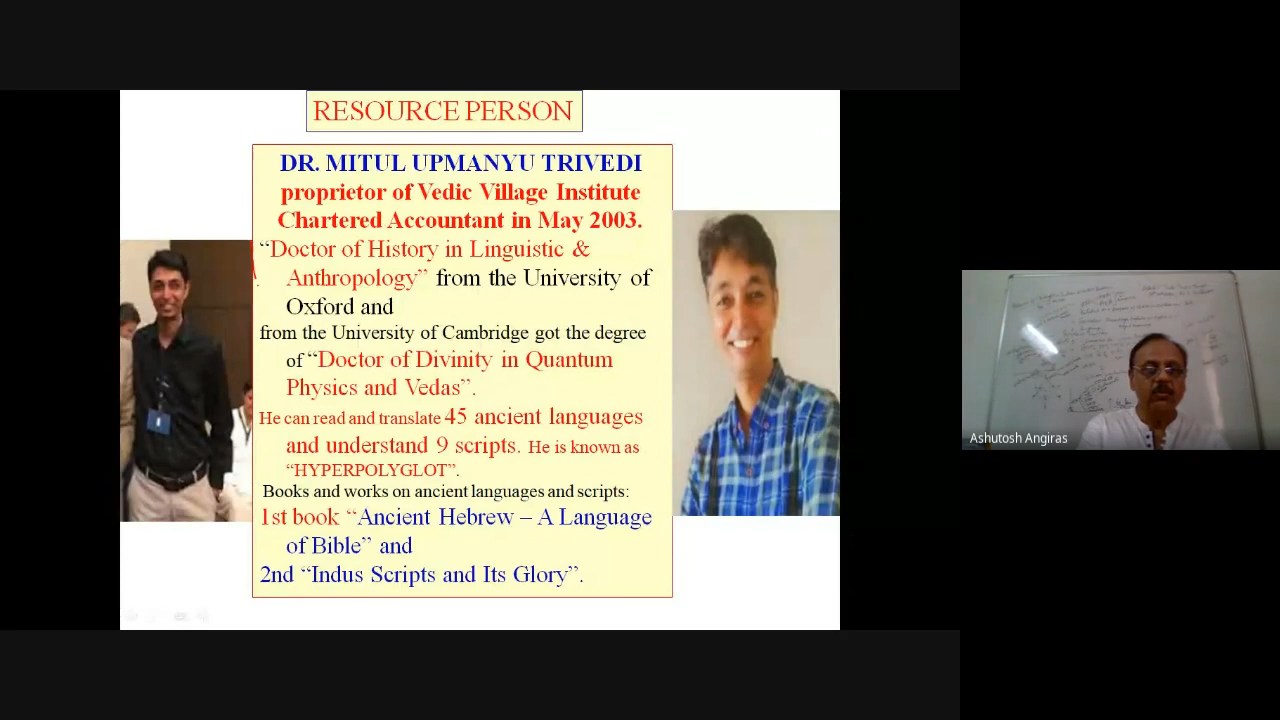 RESOURCE PERSON
DR. MITUL UPMANYU TRIVEDI
proprietor of Vedic Village Institute
Chartered Accountant in May 2003.
“Doctor of History in Linguistic &
Anthropology” from the University of
Oxford and
from the University of Cambridge got the degree
of “Doctor of Divinity in Quantum
Physics and Vedas”.
He can read and translate 45 ancient languages
and understand 9 scripts. He is known as
“HYPERPOLYGLOT”.
Books and works on ancient languages and scripts:
1st book “Ancient Hebrew – A Language
of Bible” and
2nd “Indus Scripts and Its Glory”.
Ashutosh Angiras